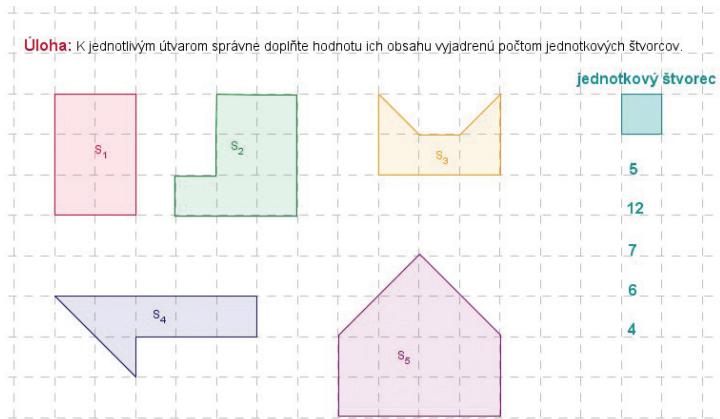 Úloha: K jednotlivým útvarom správne doplňte hodnotu ich obsahu vyjadrenú počtom jednotkových štvorcov.
jednotkový štvorec
S1
S2
S3
5
12
7
6
4
S4
S5